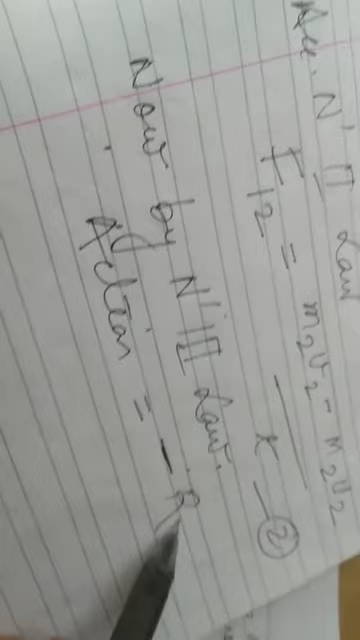 Acc. N' II Law
F12 = m2v2 - m2u2
t — ②
Now by N' III Law.
Action = - R